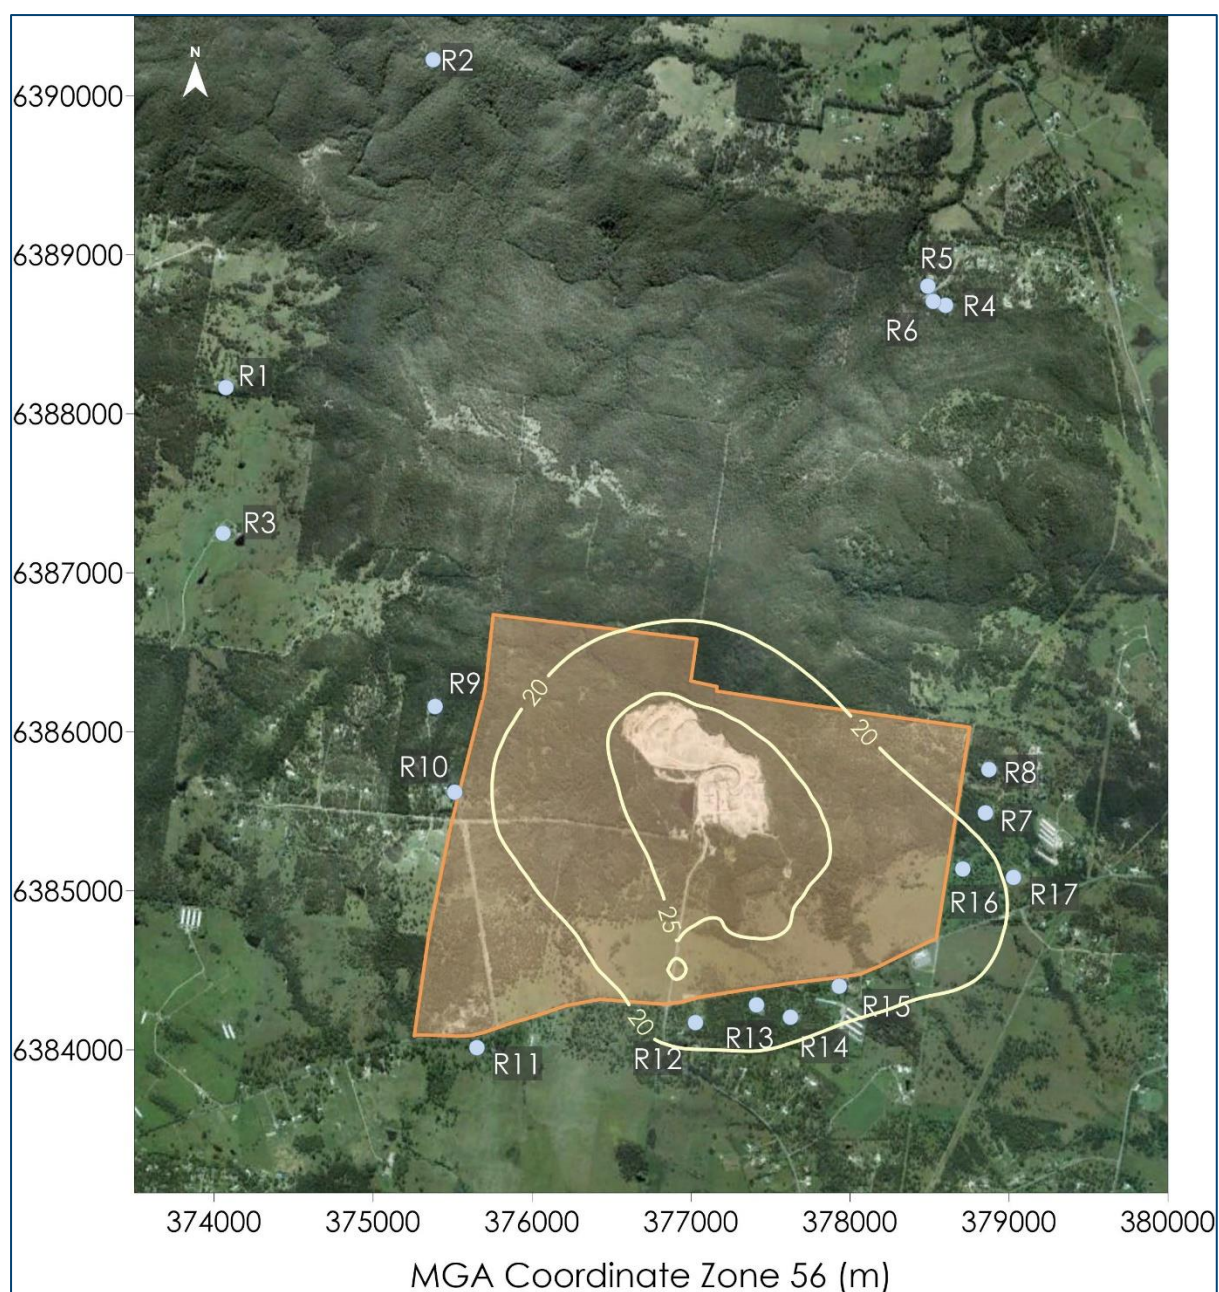 N
R2
6390000
6389000
R5
R4
R6
R1
6388000
R3
6387000
20
R9
6386000
20
R10
R8
R7
6385000
R16
R17
25
20
R15
R13
R14
6384000
R12
R11
374000 375000 376000 377000 378000 379000 380000
MGA Coordinate Zone 56 (m)